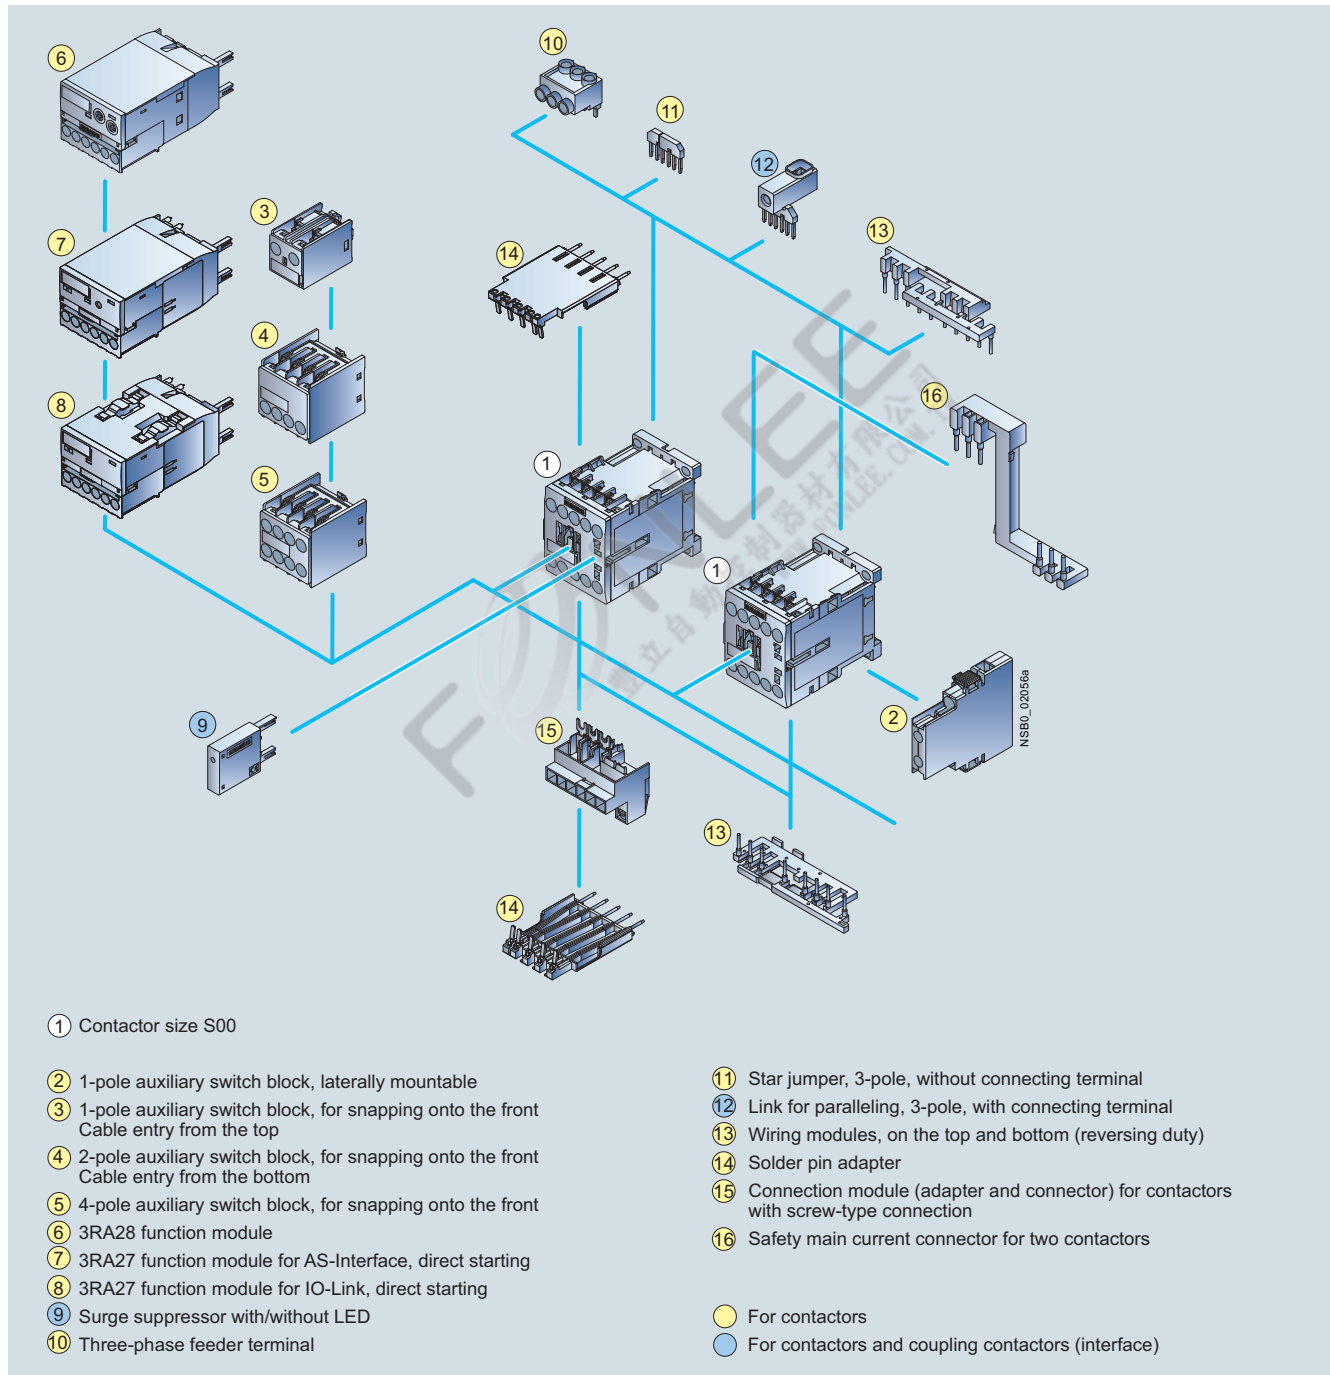 6
10
11
12
3
7
13
14
4
8
16
1
5
1
2
9
15
NSB0_02056a
13
14
FONLEE
1 Contactor size S00
2 1-pole auxiliary switch block, laterally mountable
3 1-pole auxiliary switch block, for snapping onto the front
Cable entry from the top
4 2-pole auxiliary switch block, for snapping onto the front
Cable entry from the bottom
5 4-pole auxiliary switch block, for snapping onto the front
6 3RA28 function module
7 3RA27 function module for AS-Interface, direct starting
8 3RA27 function module for IO-Link, direct starting
9 Surge suppressor with/without LED
10 Three-phase feeder terminal
11 Star jumper, 3-pole, without connecting terminal
12 Link for paralleling, 3-pole, with connecting terminal
13 Wiring modules, on the top and bottom (reversing duty)
14 Solder pin adapter
15 Connection module (adapter and connector) for contactors
with screw-type connection
16 Safety main current connector for two contactors
For contactors
For contactors and coupling contactors (interface)